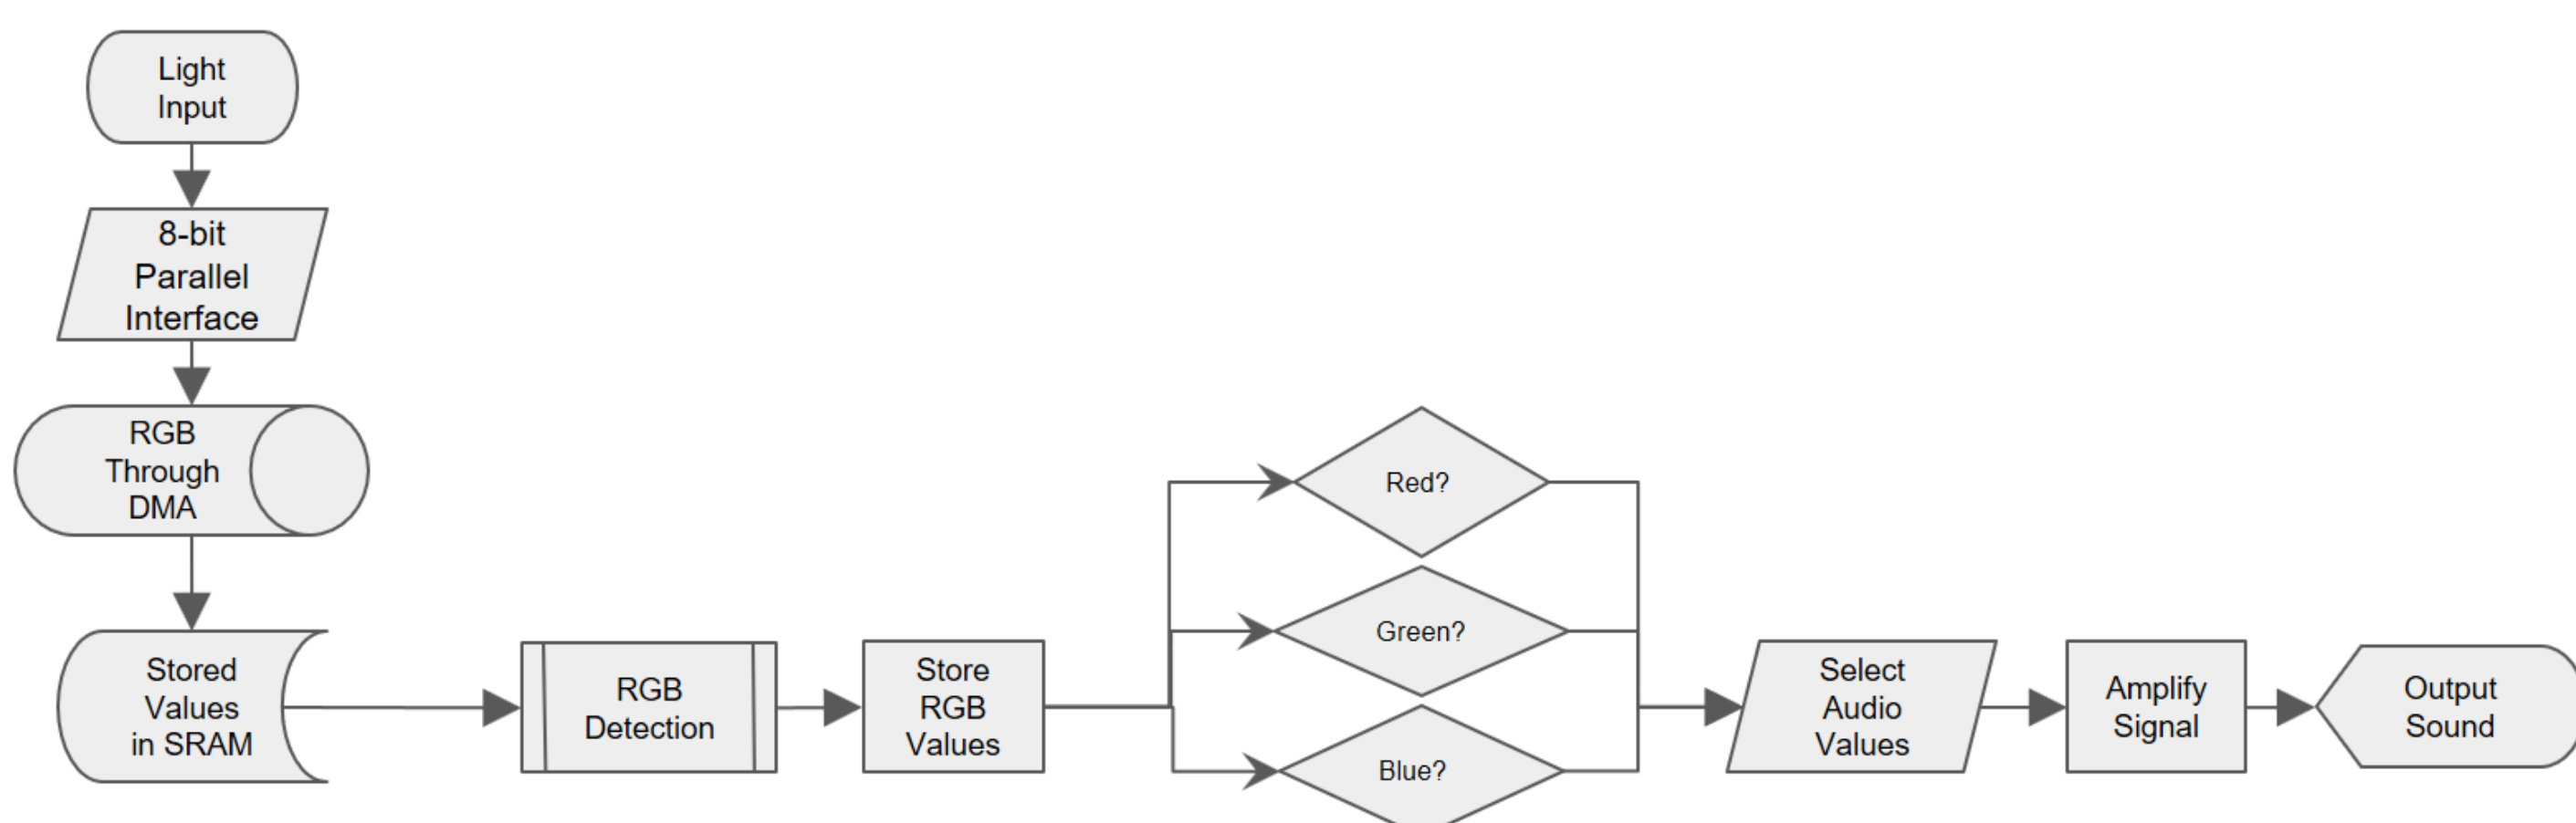 Light
Input
8-bit
Parallel
Interface
RGB
Through
DMA
Stored
Values
in SRAM
RGB
Detection
Store
RGB
Values
Red?
Green?
Blue?
Select
Audio
Values
Amplify
Signal
Output
Sound